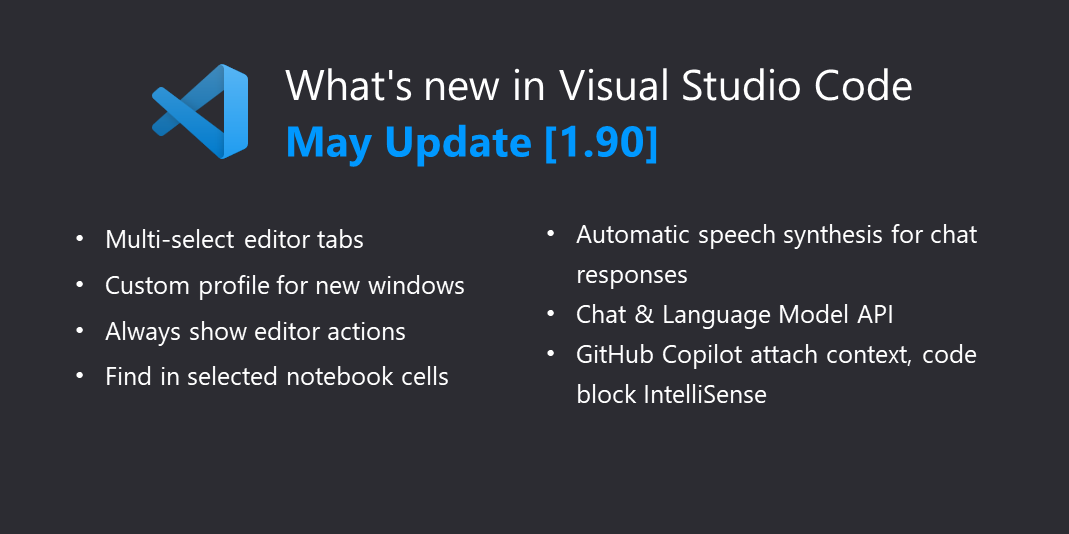 What's new in Visual Studio Code
May Update [1.90]
• Multi-select editor tabs
• Custom profile for new windows
• Always show editor actions
• Find in selected notebook cells
• Automatic speech synthesis for chat
responses
• Chat & Language Model API
• GitHub Copilot attach context, code
block IntelliSense